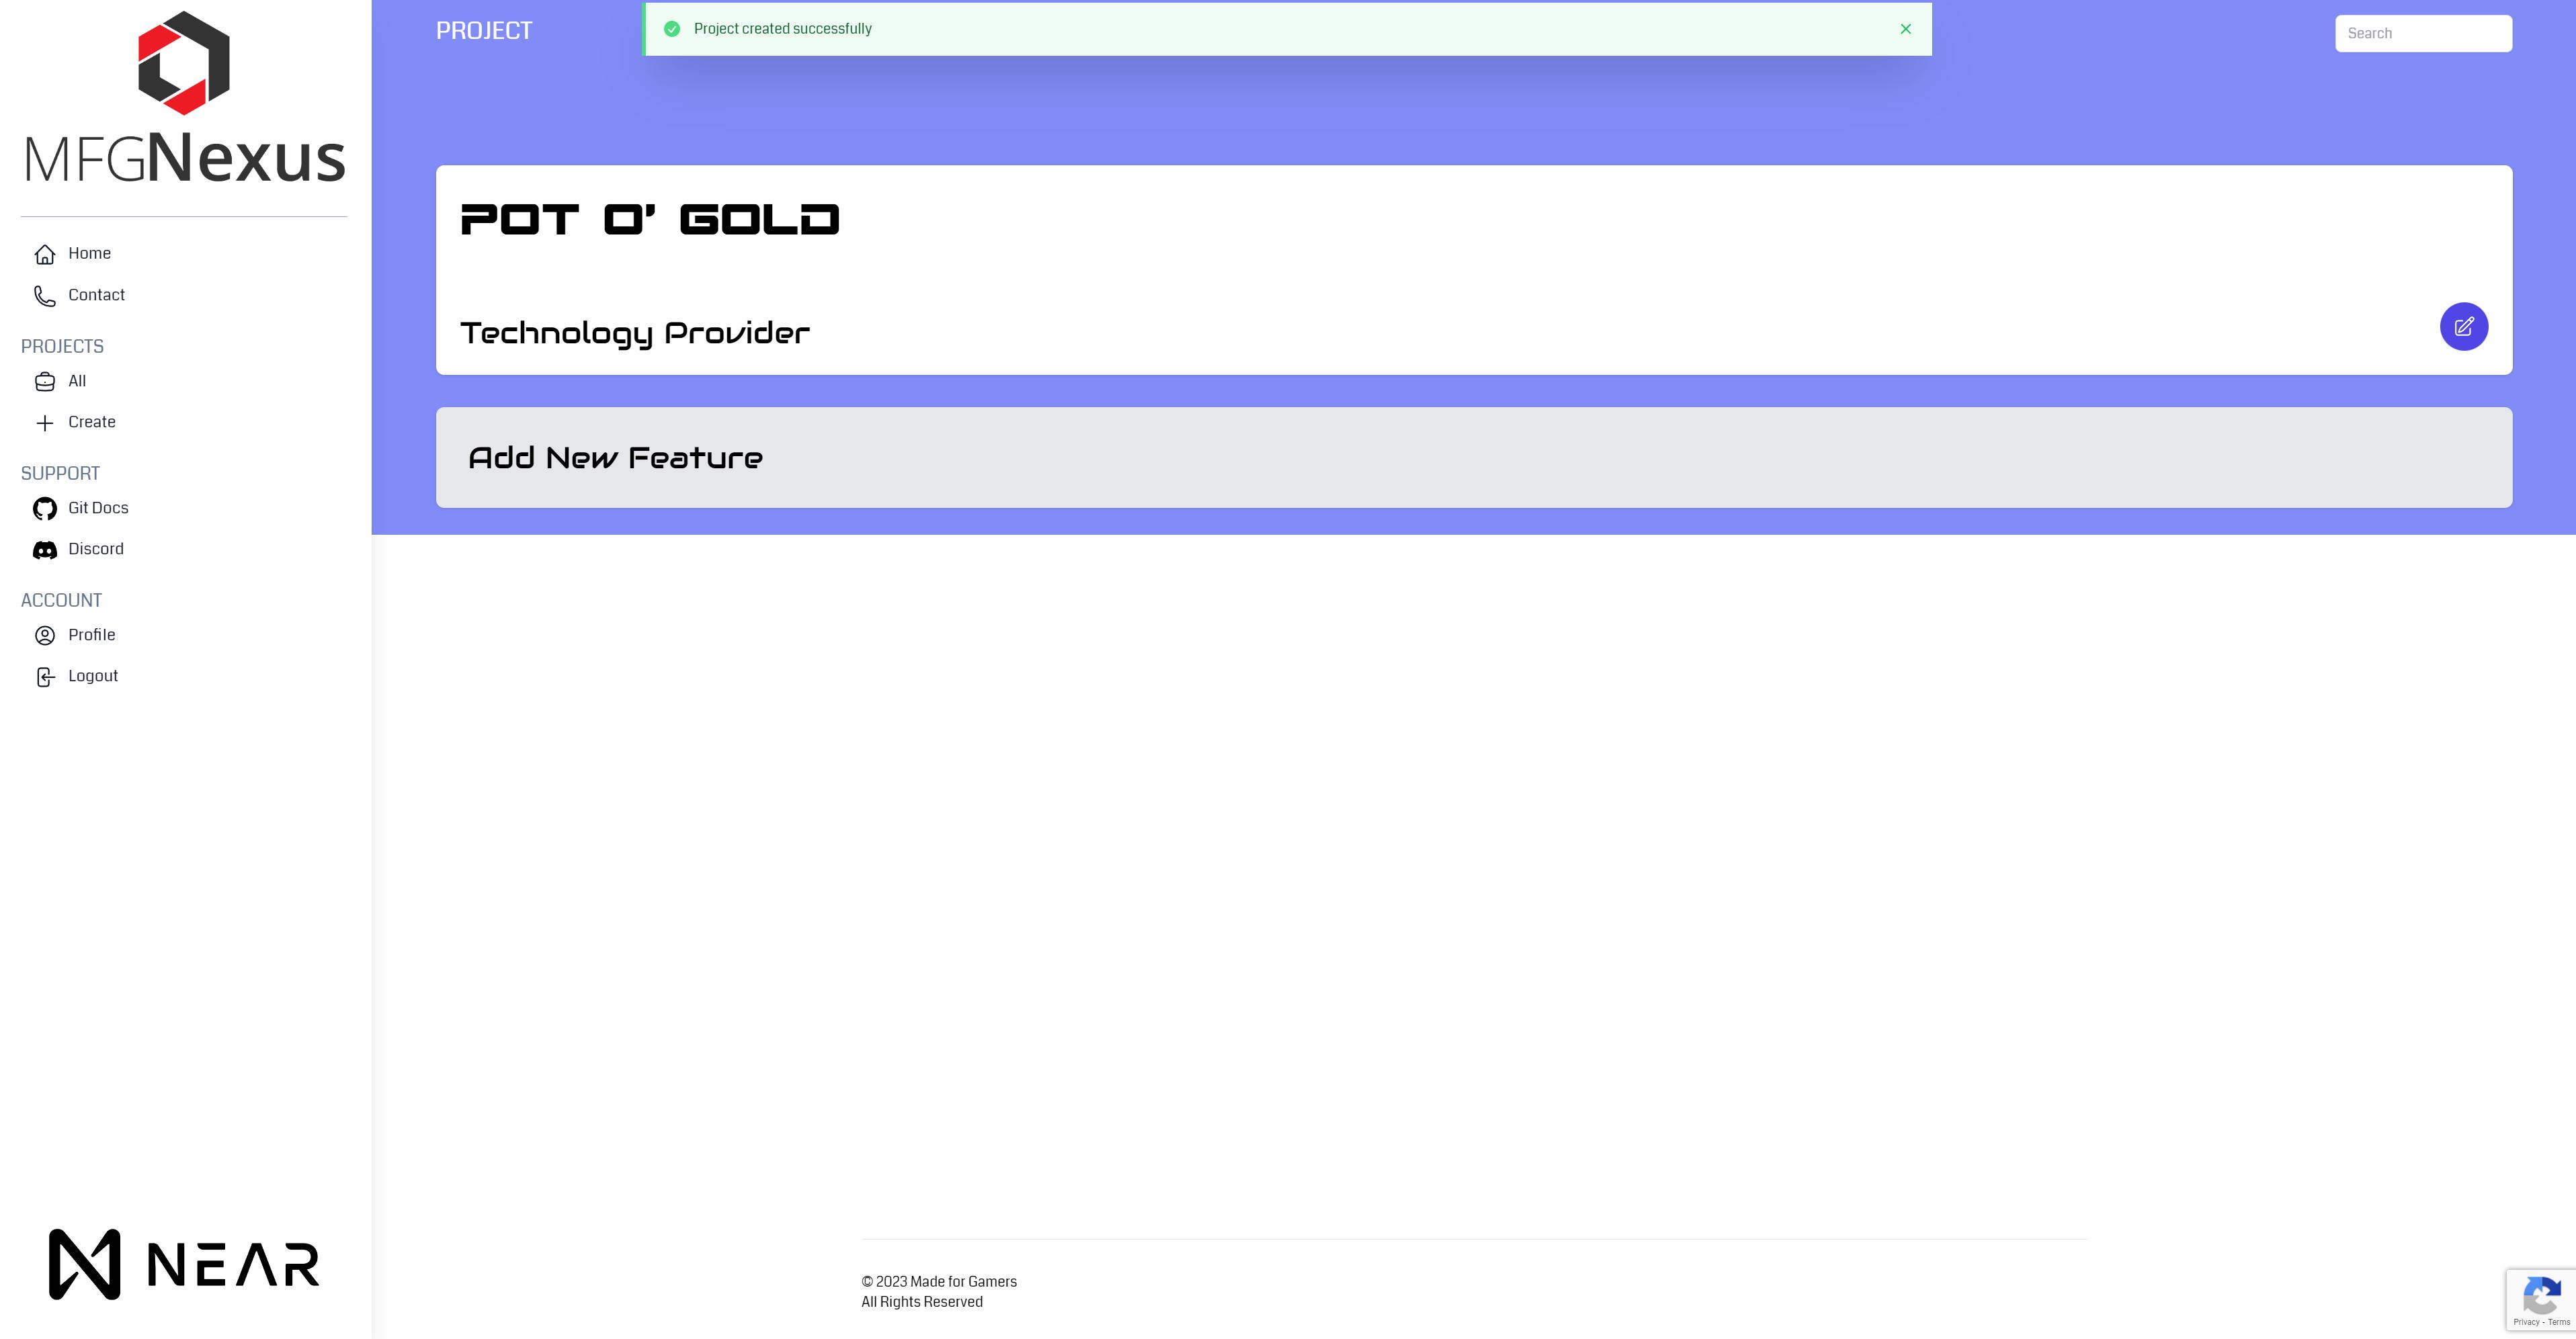 MFGNexus
Home
Contact
PROJECTS
All
Create
SUPPORT
Git Docs
Discord
ACCOUNT
Profile
Logout
NEAR
PROJECT
Project created successfully
Search
POT O' GOLD
Technology Provider
Add New Feature
© 2023 Made for Gamers
All Rights Reserved
Privacy - Terms